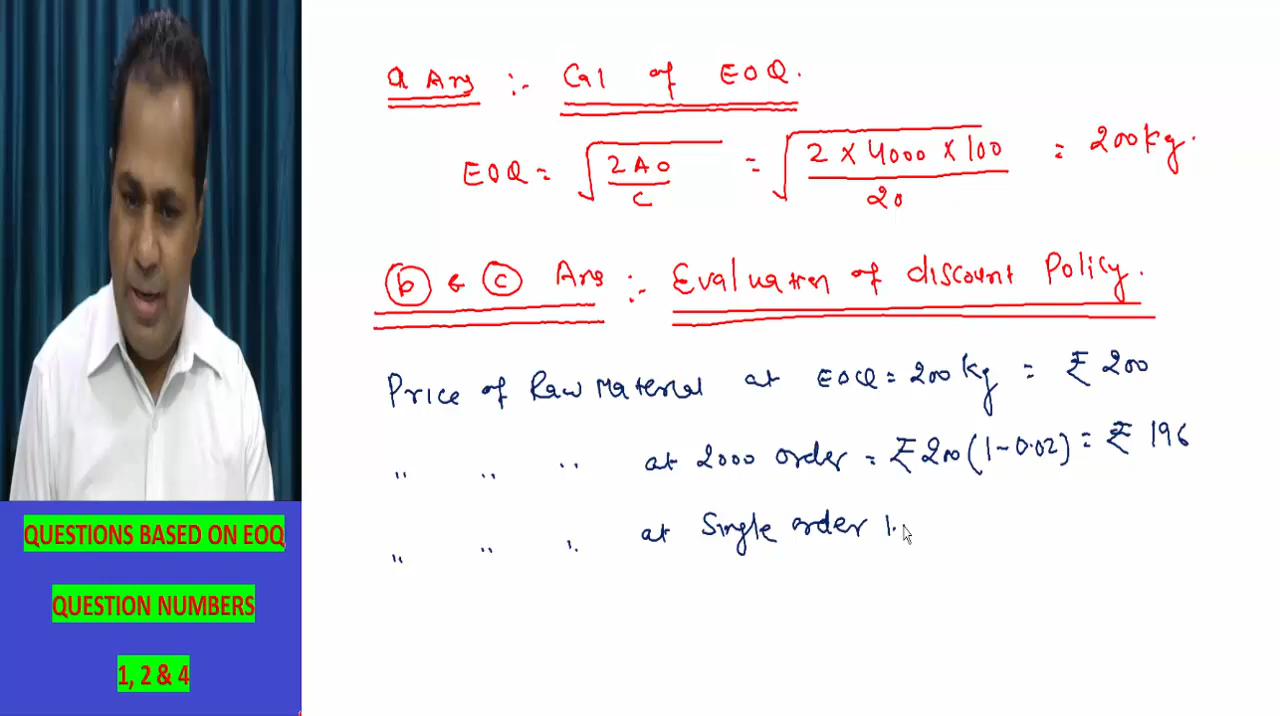 a Ans :- Cal of EOQ.
EOQ = √2AO/C = √2 × 4000 × 100/20 = 200 kg.
(b) & (c) Ans :- Evaluation of discount Policy.
Price of Raw Material at EOQ = 200 kg = ₹ 200
" " " at 2000 order = ₹ 200 (1 - 0.02) = ₹ 196
" " " at Single order i.
QUESTIONS BASED ON EOQ
QUESTION NUMBERS
1, 2 & 4